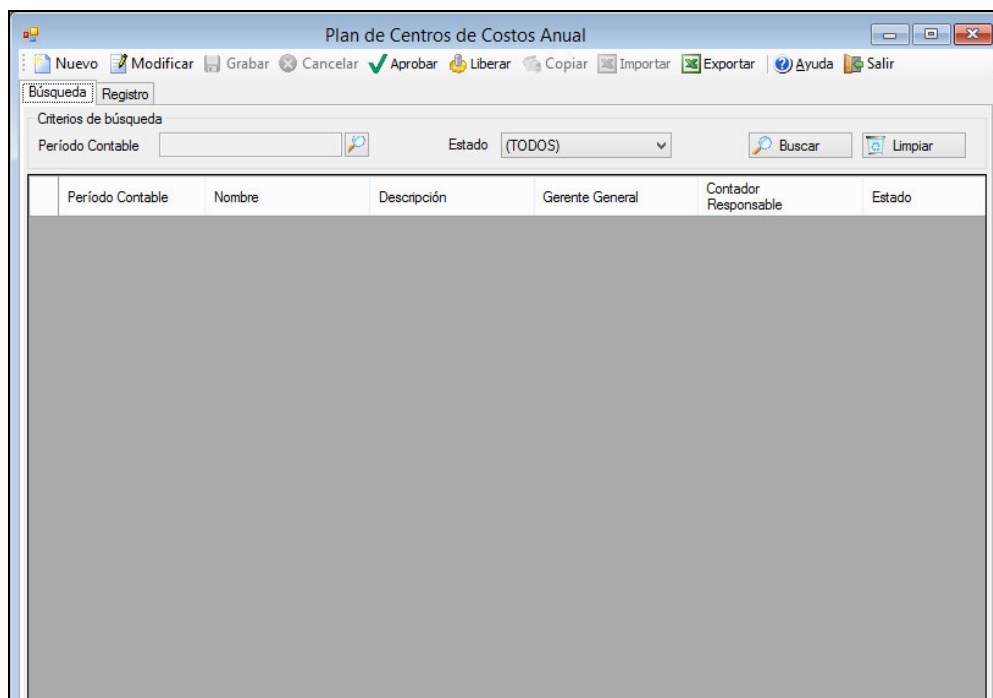 Plan de Centros de Costos Anual
Nuevo Modificar Grabar Cancelar Aprobar Liberar Copiar Importar Exportar Ayuda Salir
Búsqueda Registro
Criterios de búsqueda
Período Contable Estado (TODOS) Buscar Limpiar
Período Contable Nombre Descripción Gerente General Contador Responsable Estado